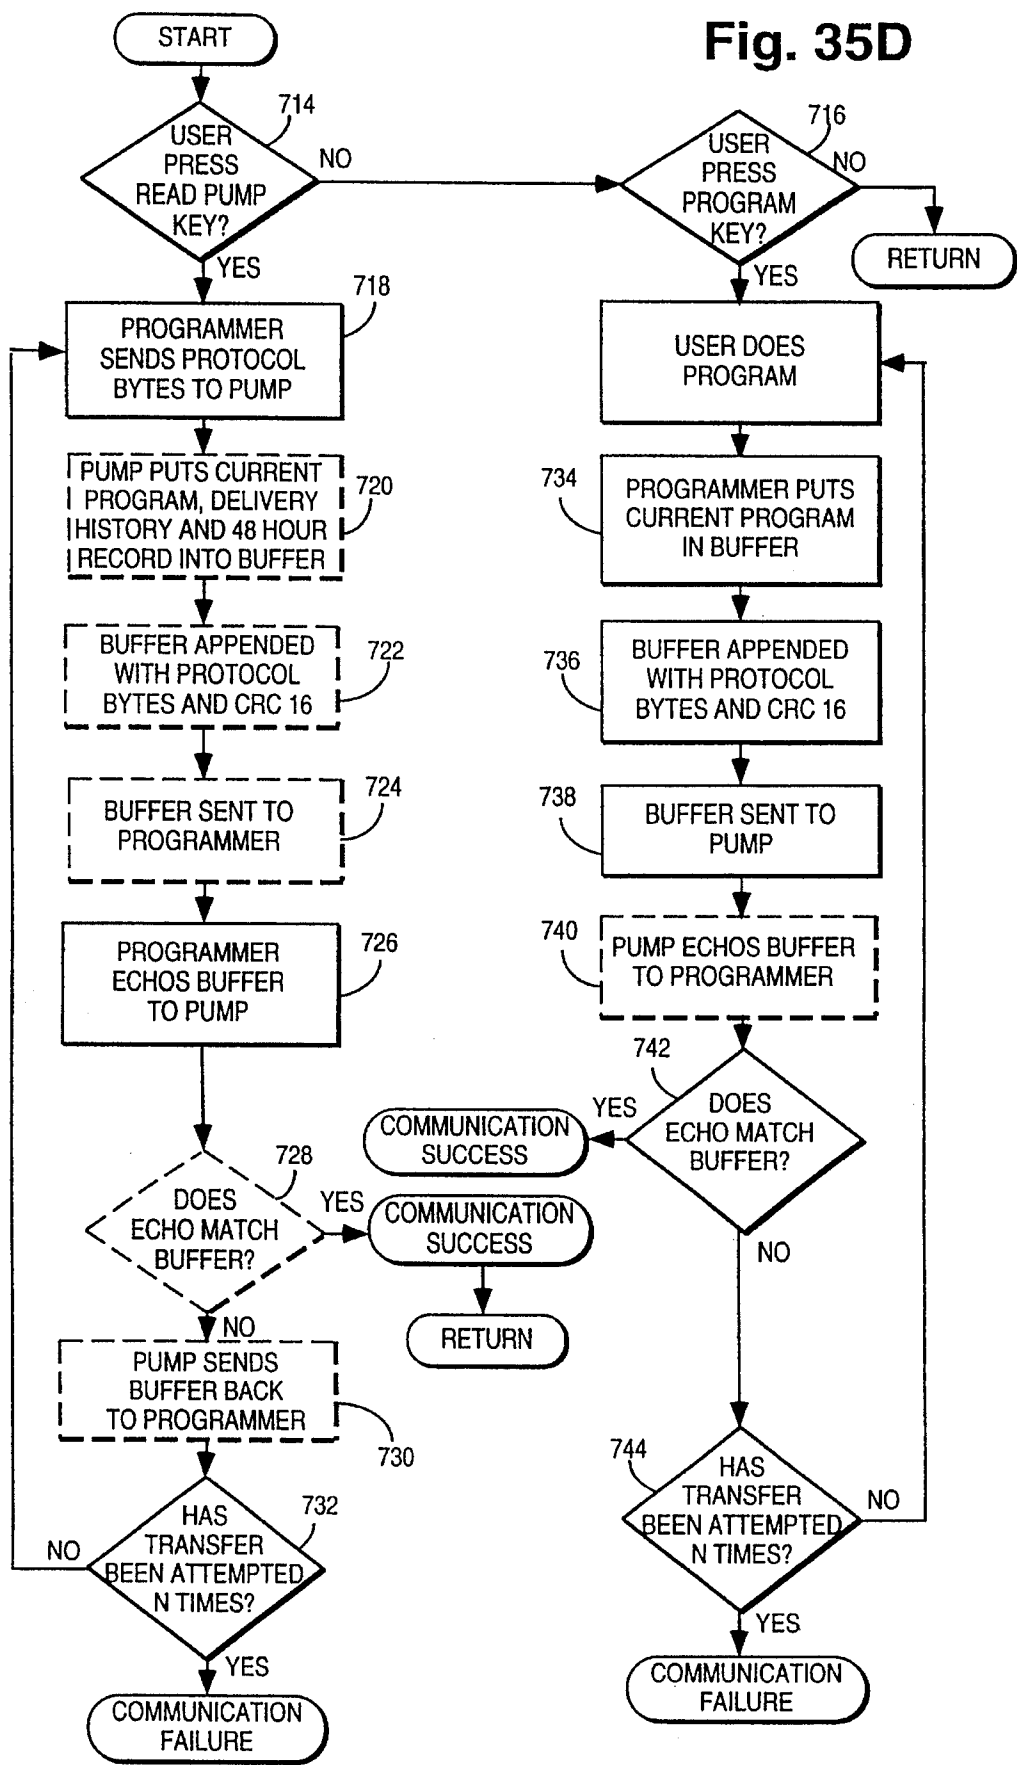 START
Fig. 35D
714
USER
PRESS
READ PUMP
KEY?
NO
YES
716
USER
PRESS
PROGRAM
KEY?
NO
YES
RETURN
718
PROGRAMMER
SENDS PROTOCOL
BYTES TO PUMP
720
PUMP PUTS CURRENT
PROGRAM, DELIVERY
HISTORY AND 48 HOUR
RECORD INTO BUFFER
722
BUFFER APPENDED
WITH PROTOCOL
BYTES AND CRC 16
724
BUFFER SENT TO
PROGRAMMER
726
PROGRAMMER
ECHOS BUFFER
TO PUMP
728
DOES
ECHO MATCH
BUFFER?
YES
COMMUNICATION
SUCCESS
RETURN
NO
PUMP SENDS
BUFFER BACK
TO PROGRAMMER
730
732
HAS
TRANSFER
BEEN ATTEMPTED
N TIMES?
NO
YES
COMMUNICATION
FAILURE
USER DOES
PROGRAM
734
PROGRAMMER PUTS
CURRENT PROGRAM
IN BUFFER
736
BUFFER APPENDED
WITH PROTOCOL
BYTES AND CRC 16
738
BUFFER SENT TO
PUMP
740
PUMP ECHOS BUFFER
TO PROGRAMMER
742
DOES
ECHO MATCH
BUFFER?
YES
COMMUNICATION
SUCCESS
NO
744
HAS
TRANSFER
BEEN ATTEMPTED
N TIMES?
NO
YES
COMMUNICATION
FAILURE